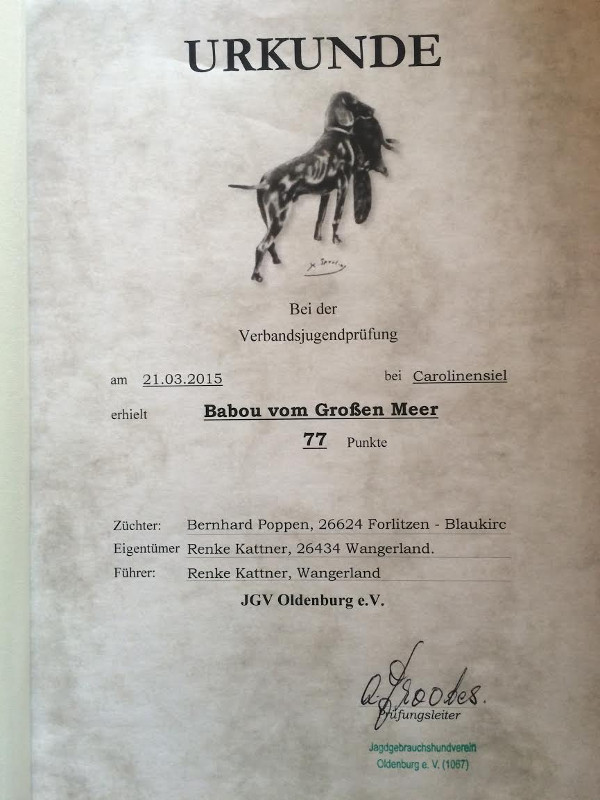 URKUNDE
Bei der
Verbandsjugendprüfung
am 21.03.2015 bei Carolinensiel
erhielt Babou vom Großen Meer
77 Punkte
Züchter: Bernhard Poppen, 26624 Forlitzen - Blaukirc
Eigentümer Renke Kattner, 26434 Wangerland.
Führer: Renke Kattner, Wangerland
JGV Oldenburg e.V.
Prüfungsleiter
Jagdgebrauchshundverein
Oldenburg e. V. (1067)